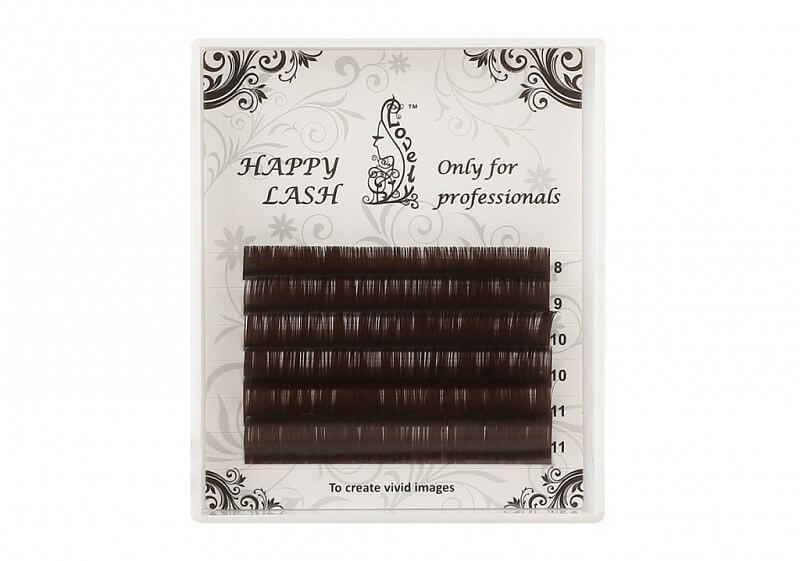 Lovely ™
HAPPY
LASH
Only for
professionals
8
9
10
10
11
11
To create vivid images